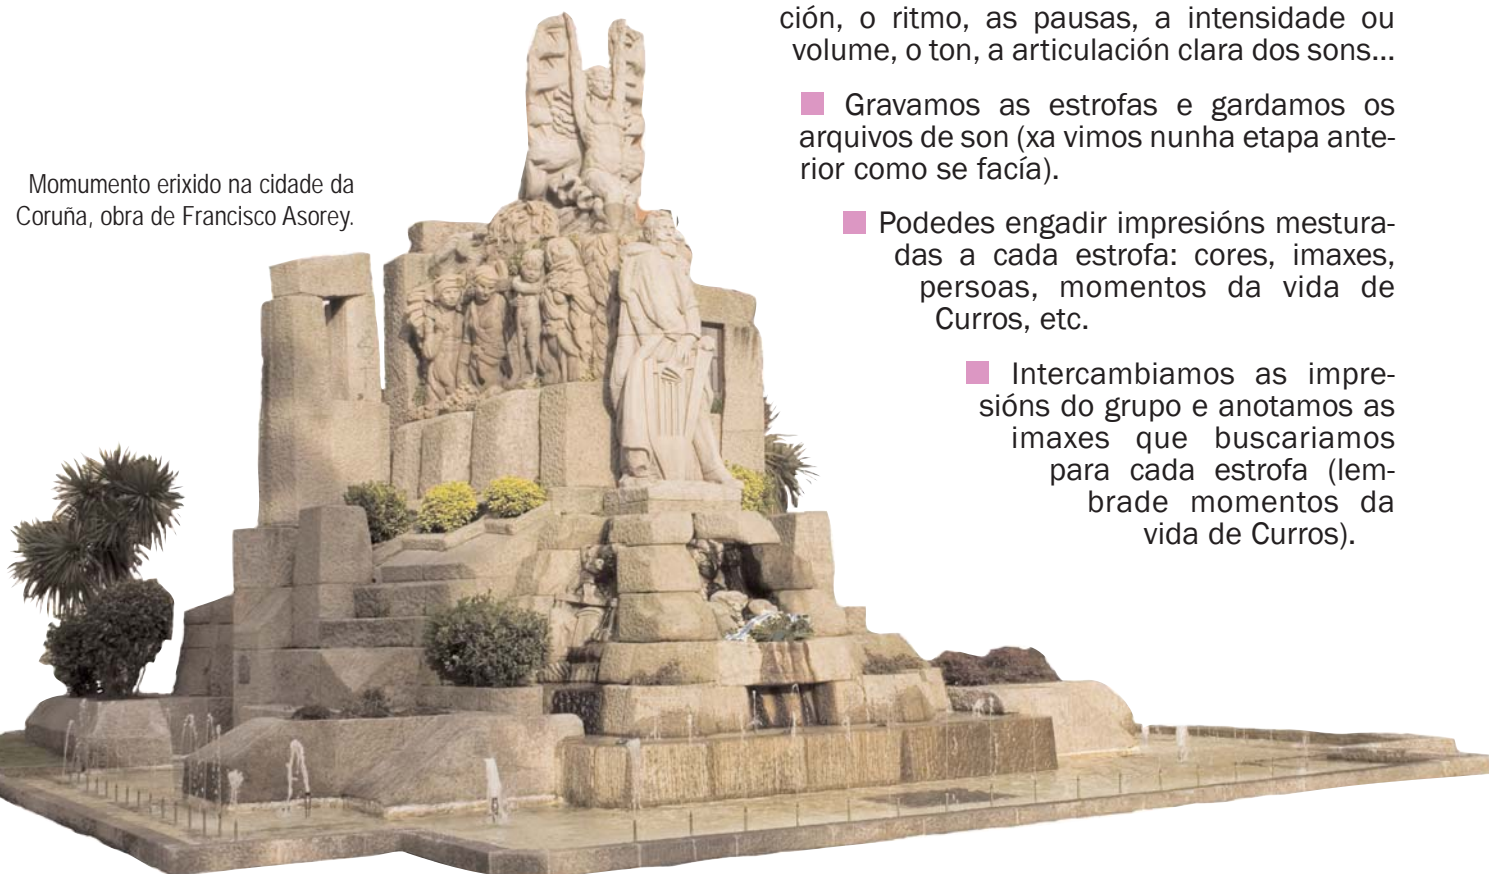 ción, o ritmo, as pausas, a intensidade ou
volume, o ton, a articulación clara dos sons...
Gravamos as estrofas e gardamos os
arquivos de son (xa vimos nunha etapa ante-
rior como se facía).
Momumento erixido na cidade da
Coruña, obra de Francisco Asorey.
Podedes engadir impresións mestura-
das a cada estrofa: cores, imaxes,
persoas, momentos da vida de
Curros, etc.
Intercambiamos as impre-
sións do grupo e anotamos as
imaxes que buscariamos
para cada estrofa (lem-
brade momentos da
vida de Curros).